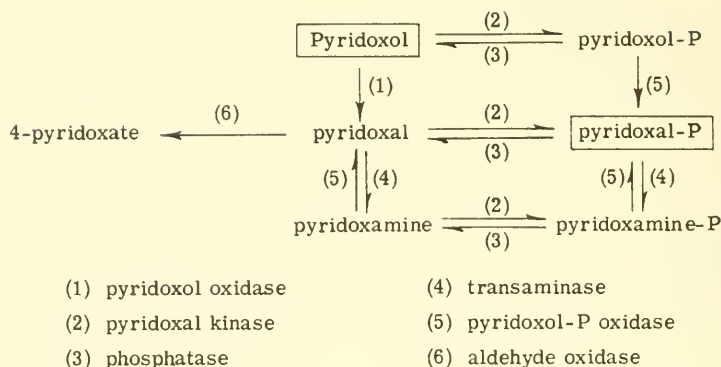 Pyridoxol (2) pyridoxol-P
(3)
(1) (5)
4-pyridoxate (6) pyridoxal (2) pyridoxal-P
(3)
(5) (4) (5) (4)
pyridoxamine (2) pyridoxamine-P
(3)
(1) pyridoxol oxidase (4) transaminase
(2) pyridoxal kinase (5) pyridoxol-P oxidase
(3) phosphatase (6) aldehyde oxidase